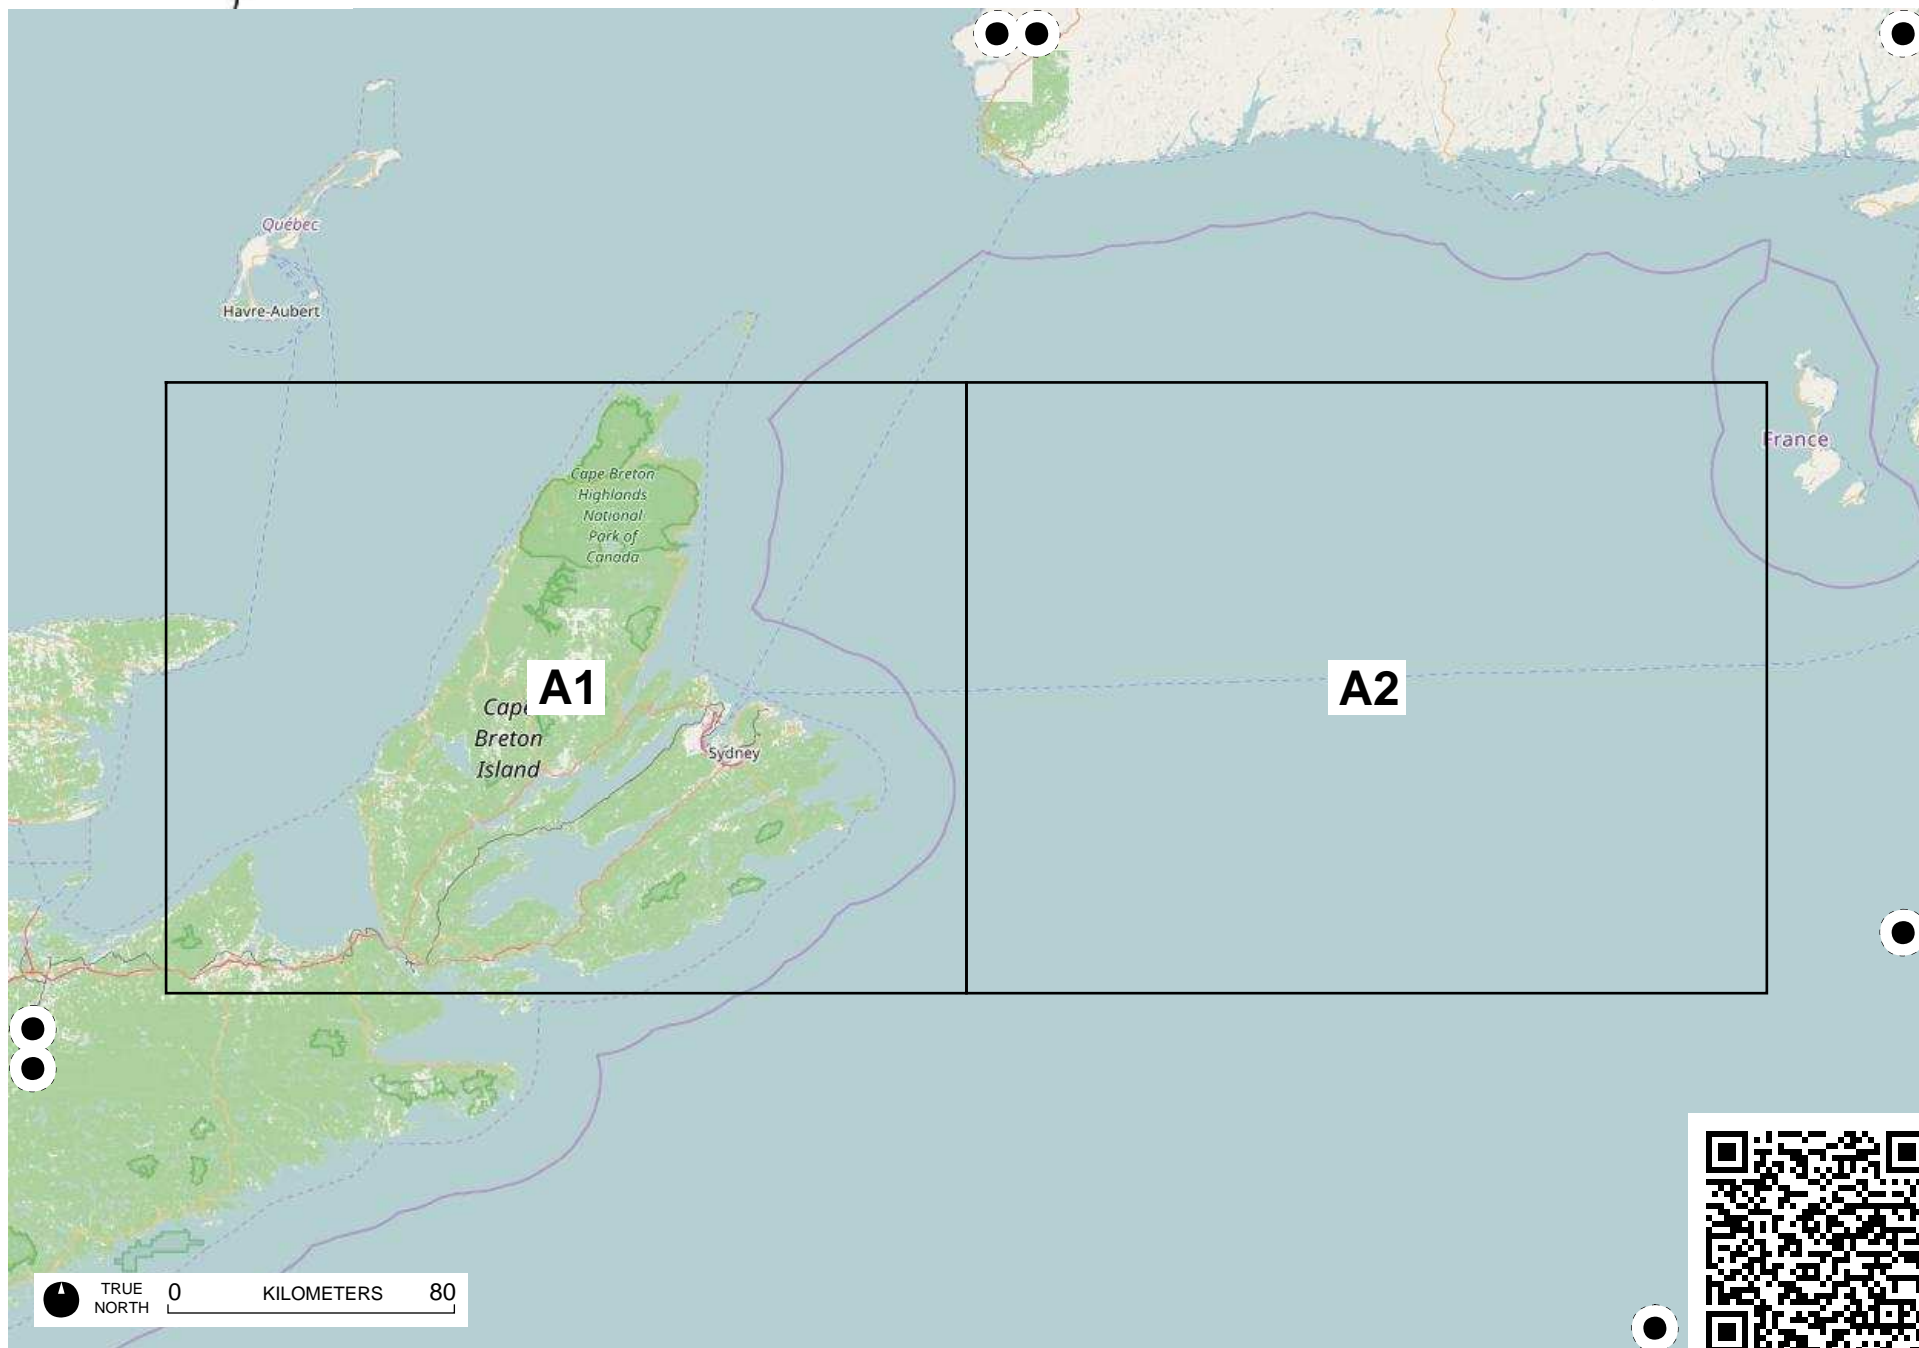 Québec
Havre-Aubert
Cape Breton
Highlands
National
Park of
Canada
France
A1
A2
Cape
Breton
Island
Sydney
TRUE
NORTH
0 KILOMETERS 80